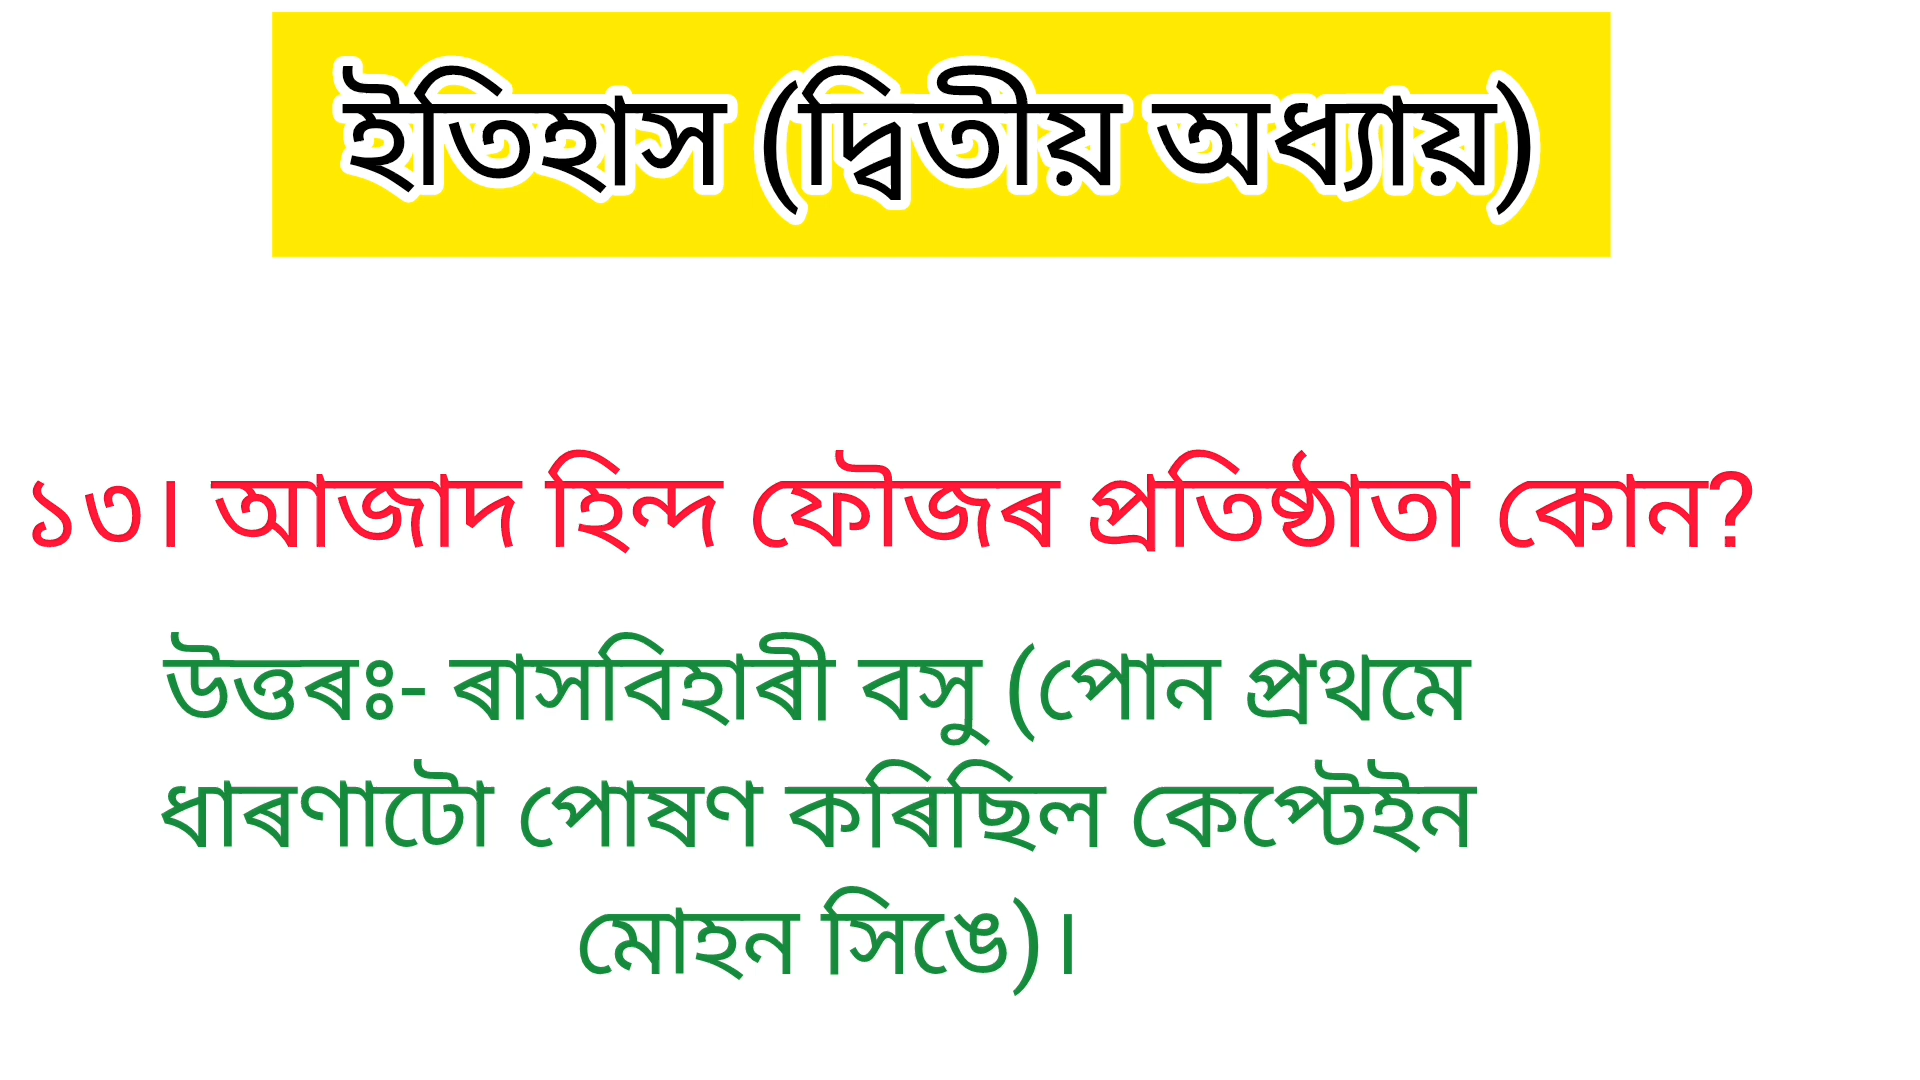 ইতিহাস (দ্বিতীয় অধ্যায়)
১৩। আজাদ হিন্দ ফৌজৰ প্ৰতিষ্ঠাতা কোন?
উত্তৰঃ- ৰাসবিহাৰী বসু (পোন প্ৰথমে
ধাৰণাটো পোষণ কৰিছিল কেপ্টেইন
মোহন সিঙে)।